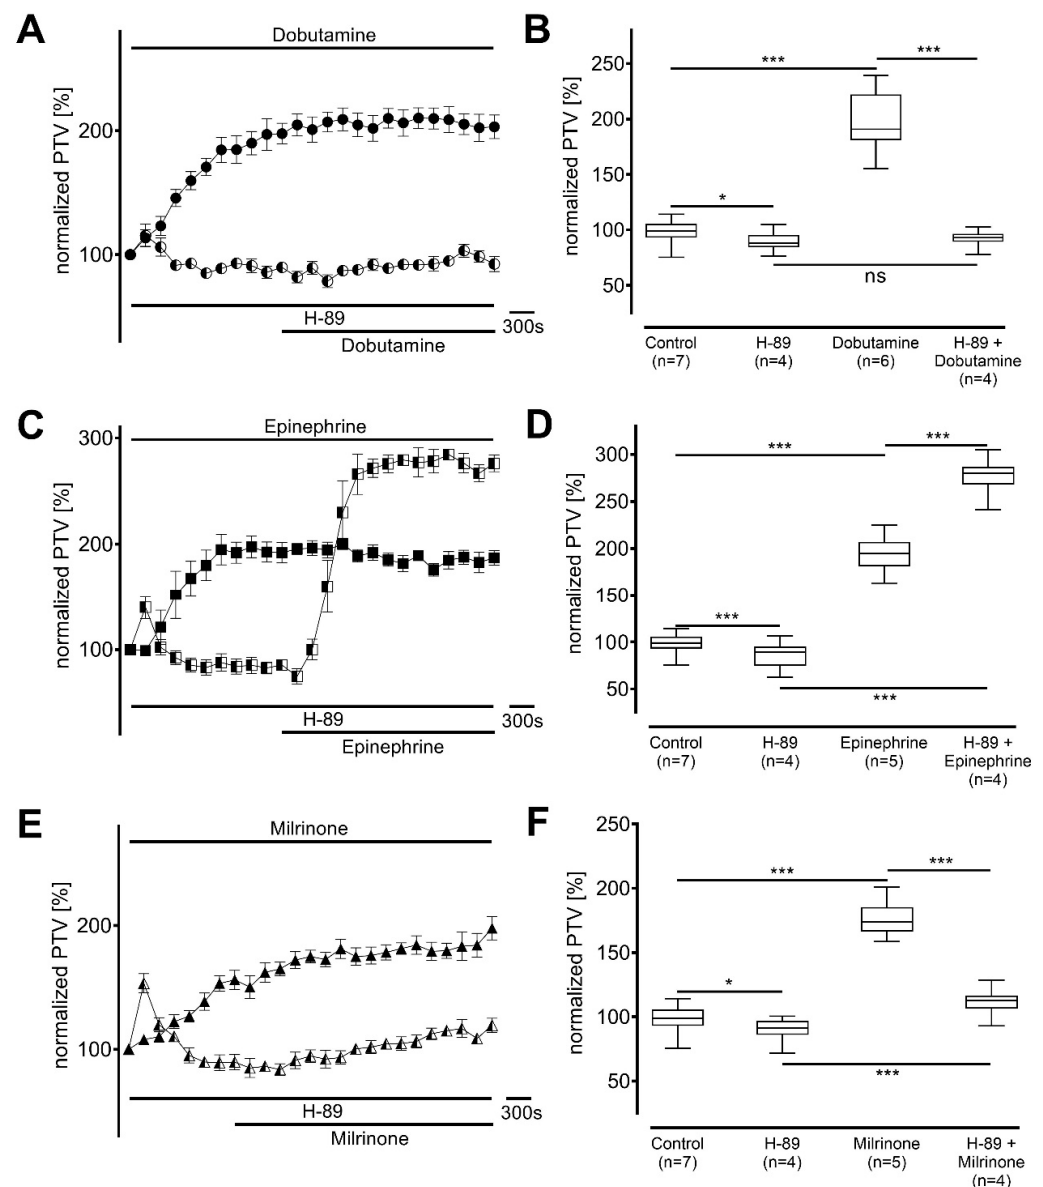 A
Dobutamine
normalized PTV [%]
200
100
H-89
300s
Dobutamine
B
normalized PTV [%]
250
200
150
100
50
***
***
*
ns
Control
(n=7)
H-89
(n=4)
Dobutamine
(n=6)
H-89 +
Dobutamine
(n=4)
C
Epinephrine
normalized PTV [%]
300
200
100
H-89
300s
Epinephrine
D
normalized PTV [%]
300
250
200
150
100
50
***
***
***
***
Control
(n=7)
H-89
(n=4)
Epinephrine
(n=5)
H-89 +
Epinephrine
(n=4)
E
Milrinone
normalized PTV [%]
200
100
H-89
300s
Milrinone
F
normalized PTV [%]
250
200
150
100
50
***
***
*
***
Control
(n=7)
H-89
(n=4)
Milrinone
(n=5)
H-89 +
Milrinone
(n=4)